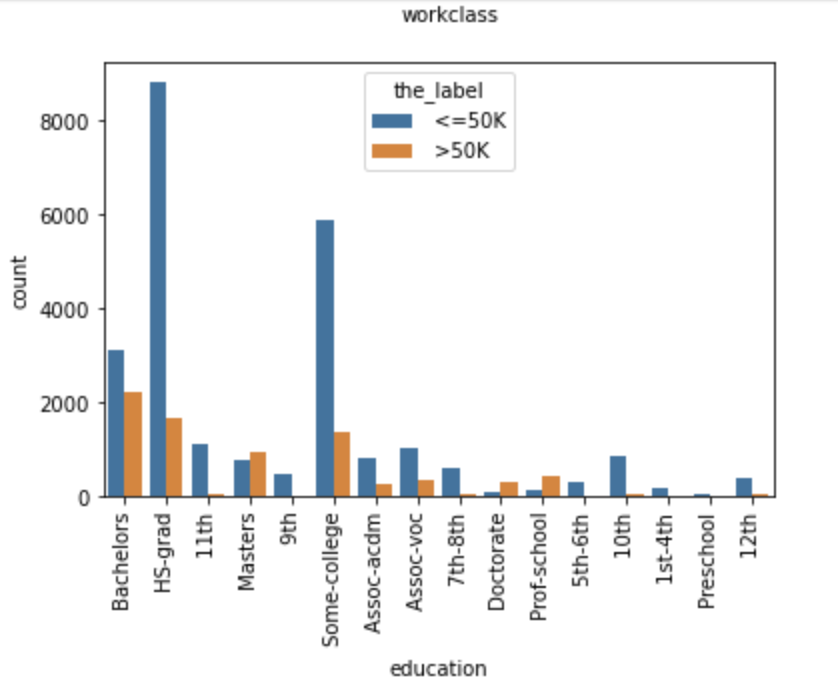 workclass
the_label
<=50K
>50K
8000
6000
4000
2000
0
count
Bachelors
HS-grad
11th
Masters
9th
Some-college
Assoc-acdm
Assoc-voc
7th-8th
Doctorate
Prof-school
5th-6th
10th
1st-4th
Preschool
12th
education